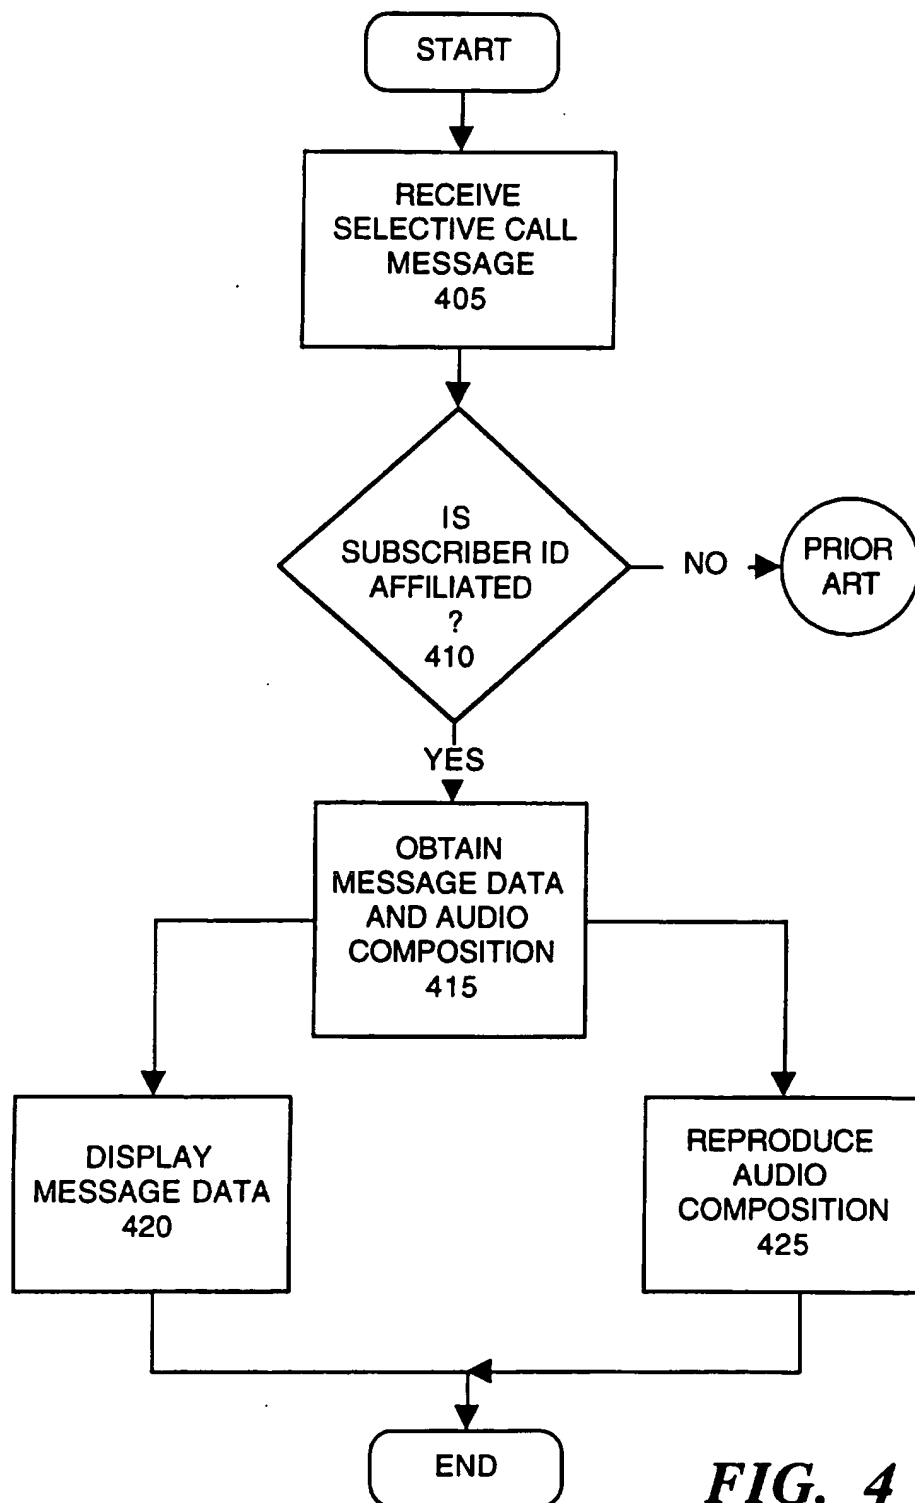 START
RECEIVE
SELECTIVE CALL
MESSAGE
405
IS
SUBSCRIBER ID
AFFILIATED
?
410
NO
PRIOR
ART
YES
OBTAIN
MESSAGE DATA
AND AUDIO
COMPOSITION
415
DISPLAY
MESSAGE DATA
420
REPRODUCE
AUDIO
COMPOSITION
425
END
FIG. 4